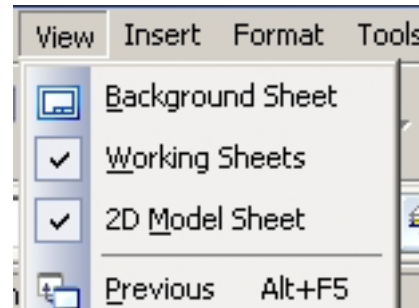 View Insert Format Tools
Background Sheet
Working Sheets
2D Model Sheet
Previous Alt+F5